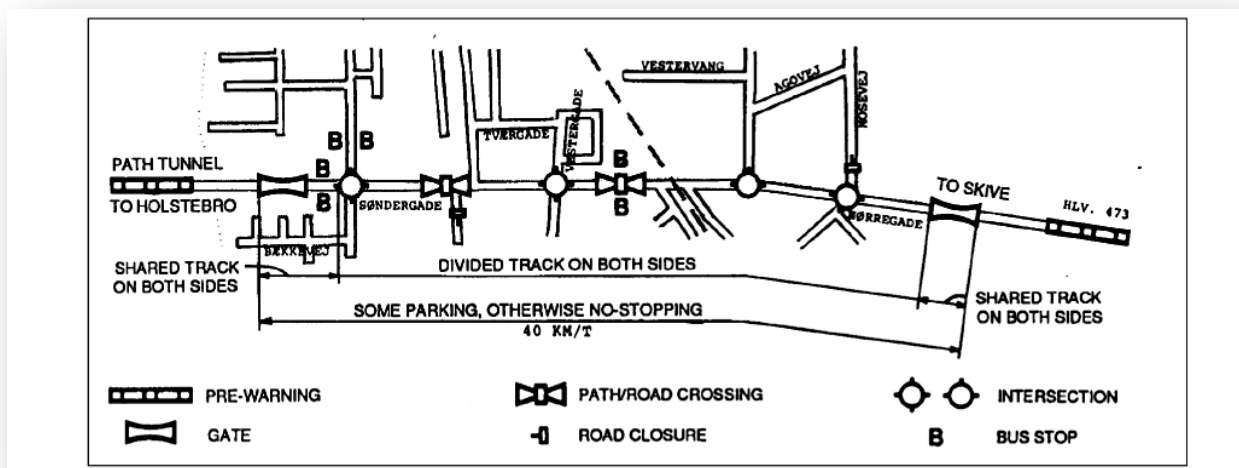 VESTERVANG
AGOVEJ
MOSEVEJ
TVÆRGADE
VESTERGADE
B B
B
B
B
B
PATH TUNNEL
TO HOLSTEBRO
SØNDERGADE
TO SKIVE
HLV. 473
NØRREGADE
BÆKKEVEJ
SHARED TRACK
ON BOTH SIDES
DIVIDED TRACK ON BOTH SIDES
SHARED TRACK
ON BOTH SIDES
SOME PARKING, OTHERWISE NO-STOPPING
40 KM/T
PRE-WARNING
PATH/ROAD CROSSING
INTERSECTION
GATE
ROAD CLOSURE
B BUS STOP